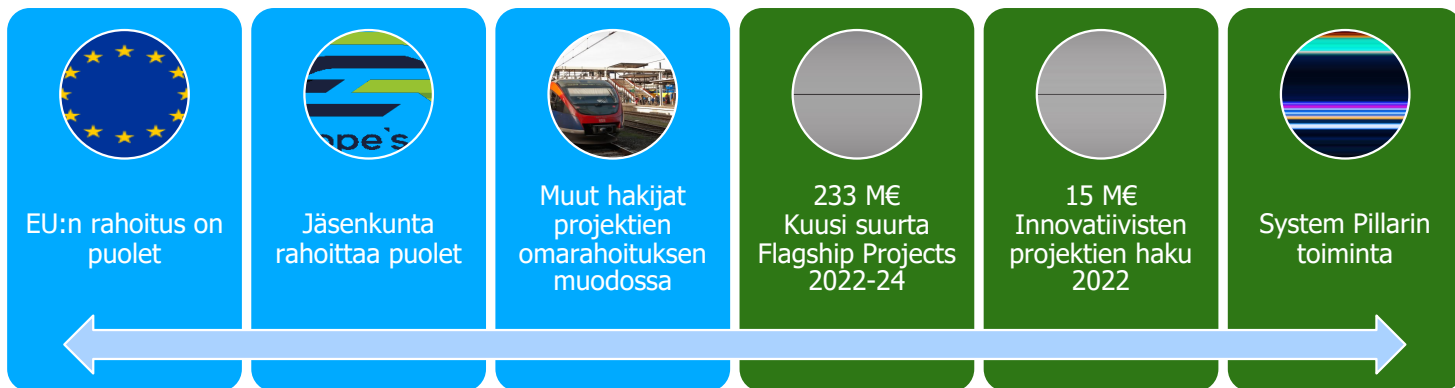 ope's
EU:n rahoitus on
puolet
Jäsenkunta
rahoittaa puolet
Muut hakijat
projektien
omarahoituksen
muodossa
233 M€
Kuusi suurta
Flagship Projects
2022-24
15 M€
Innovatiivisten
projektien haku
2022
System Pillarin
toiminta